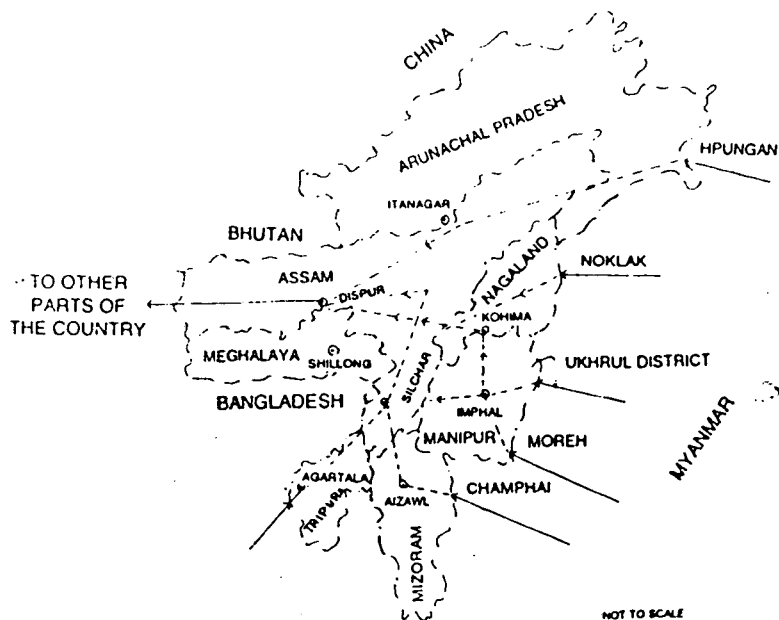 CHINA
ARUNACHAL PRADESH
HPUNGAN
ITANAGAR
BHUTAN
NAGALAND
NOKLAK
TO OTHER
PARTS OF
THE COUNTRY
ASSAM
DISPUR
KOHIMA
MEGHALAYA
SHILLONG
SILCHAR
UKHRUL DISTRICT
BANGLADESH
IMPHAL
MYANMAR
MANIPUR
MOREH
AGARTALA
TRIPURA
AIZAWL
CHAMPHAI
MIZORAM
NOT TO SCALE